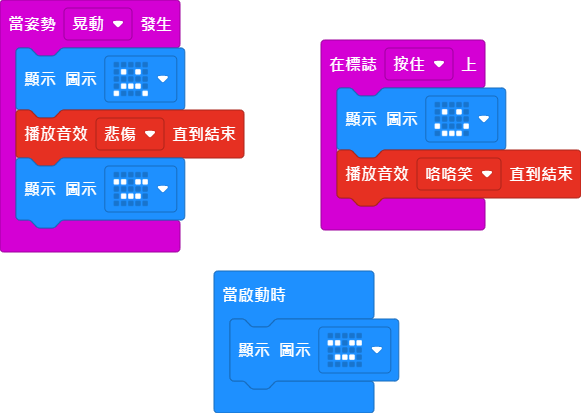 當姿勢 晃動 發生
顯示 圖示
播放音效 悲傷 直到結束
顯示 圖示
在標誌 按住 上
顯示 圖示
播放音效 咯咯笑 直到結束
當啟動時
顯示 圖示